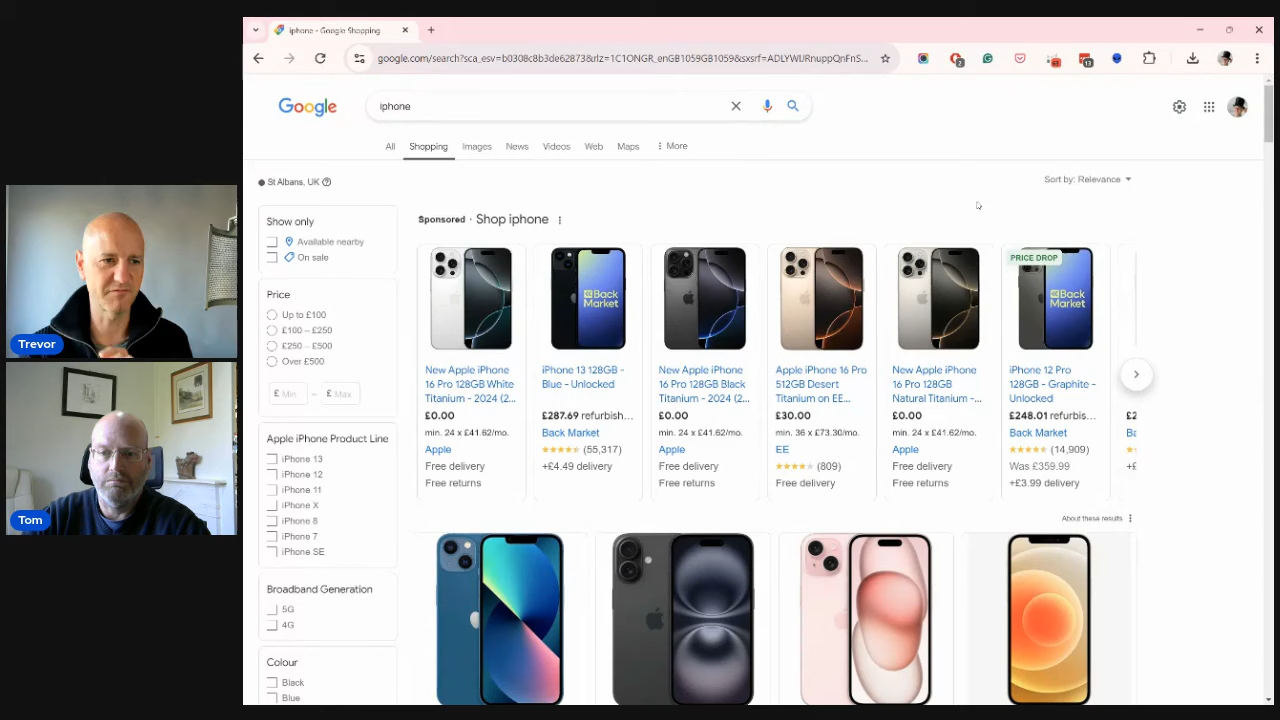 iphone - Google Shopping
google.com/search?sca_esv=b0308c8b3de62873&rlz=1C1ONGR_enGB1059GB1059&sxsrf=ADLYWURnuppQnFnS...
Google
iphone
All
Shopping
Images
News
Videos
Web
Maps
More
St Albans, UK
Sort by: Relevance
Show only
Available nearby
On sale
Price
Up to £100
£100 – £250
£250 – £500
Over £500
£ Min – £ Max
Apple iPhone Product Line
iPhone 13
iPhone 12
iPhone 11
iPhone X
iPhone 8
iPhone 7
iPhone SE
Broadband Generation
5G
4G
Colour
Black
Blue
Sponsored · Shop iphone
New Apple iPhone
16 Pro 128GB White
Titanium - 2024 (2...
£0.00
min. 24 x £41.62/mo.
Apple
Free delivery
Free returns
Back
Market
iPhone 13 128GB -
Blue - Unlocked
£287.69 refurbish...
Back Market
(55,317)
+£4.49 delivery
New Apple iPhone
16 Pro 128GB Black
Titanium - 2024 (2...
£0.00
min. 24 x £41.62/mo.
Apple
Free delivery
Free returns
Apple iPhone 16 Pro
512GB Desert
Titanium on EE...
£30.00
min. 36 x £73.30/mo.
EE
(809)
Free delivery
New Apple iPhone
16 Pro 128GB
Natural Titanium -...
£0.00
min. 24 x £41.62/mo.
Apple
Free delivery
Free returns
PRICE DROP
Back
Market
iPhone 12 Pro
128GB - Graphite -
Unlocked
£248.01 refurbis...
Back Market
(14,909)
Was £359.99
+£3.99 delivery
£2
Ba
+£
About these results
Trevor
Tom